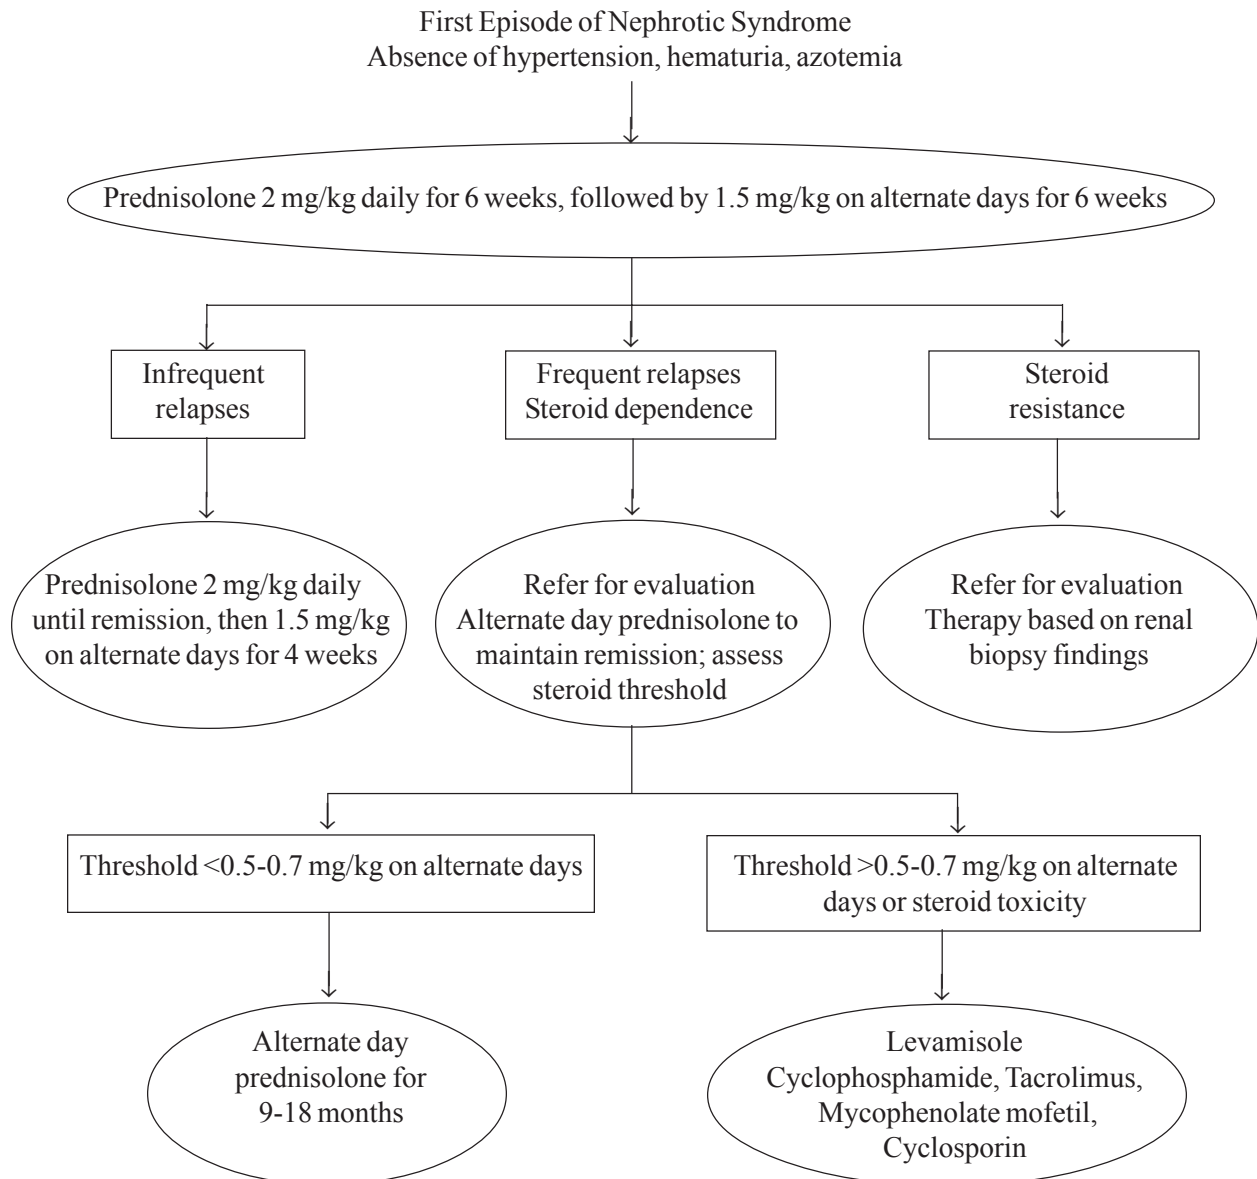 First Episode of Nephrotic Syndrome
Absence of hypertension, hematuria, azotemia
Prednisolone 2 mg/kg daily for 6 weeks, followed by 1.5 mg/kg on alternate days for 6 weeks
Infrequent
relapses
Frequent relapses
Steroid dependence
Steroid
resistance
Prednisolone 2 mg/kg daily
until remission, then 1.5 mg/kg
on alternate days for 4 weeks
Refer for evaluation
Alternate day prednisolone to
maintain remission; assess
steroid threshold
Refer for evaluation
Therapy based on renal
biopsy findings
Threshold <0.5-0.7 mg/kg on alternate days
Threshold >0.5-0.7 mg/kg on alternate
days or steroid toxicity
Alternate day
prednisolone for
9-18 months
Levamisole
Cyclophosphamide, Tacrolimus,
Mycophenolate mofetil,
Cyclosporin